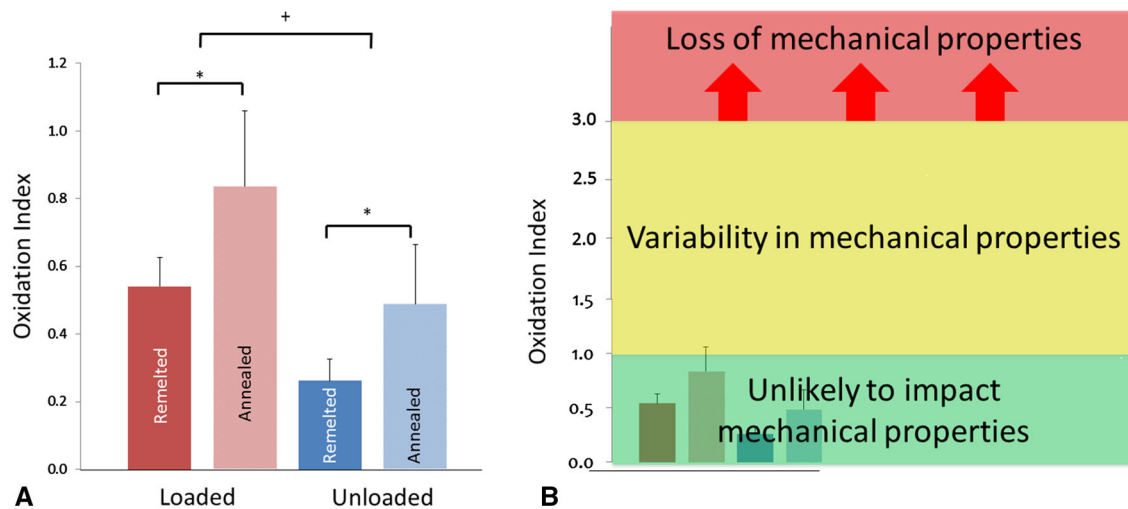 +
1.2
*
1.0
0.8
*
0.6
0.4
0.2
0.0
Oxidation Index
Remelted
Annealed
Remelted
Annealed
Loaded
Unloaded
A
Loss of mechanical properties
3.0
2.5
Variability in mechanical properties
2.0
1.5
1.0
Unlikely to impact
mechanical properties
0.5
0.0
Oxidation Index
B